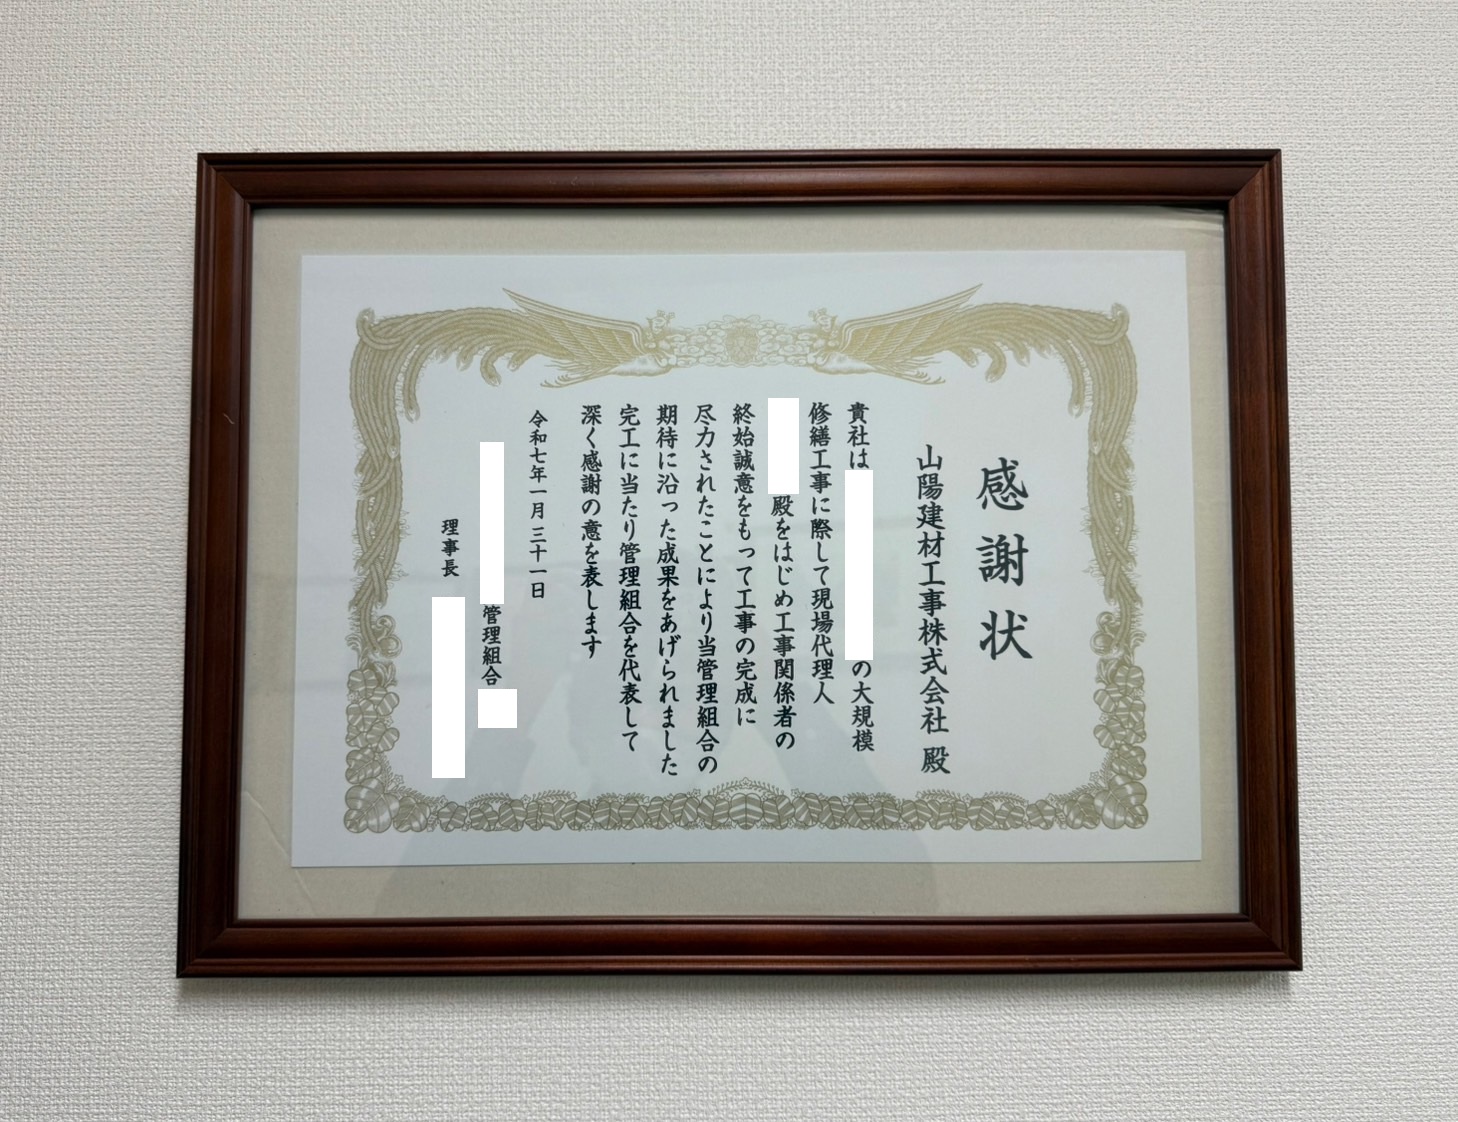 感謝状
山陽建材工事株式会社 殿
貴社は
の大規模
修繕工事に際して現場代理人
殿をはじめ工事関係者の
終始誠意をもって工事の完成に
尽力されたことにより当管理組合の
期待に沿った成果をあげられました
完工に当たり管理組合を代表して
深く感謝の意を表します
令和七年一月三十一日
管理組合
理事長